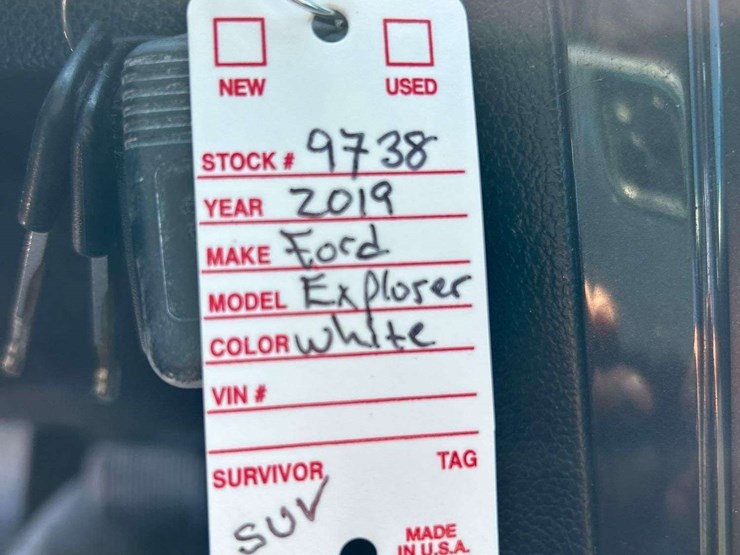 NEW USED
STOCK # 9738
YEAR 2019
MAKE Ford
MODEL Explorer
COLOR White
VIN #
SURVIVOR TAG
SUV
MADE
IN U.S.A.